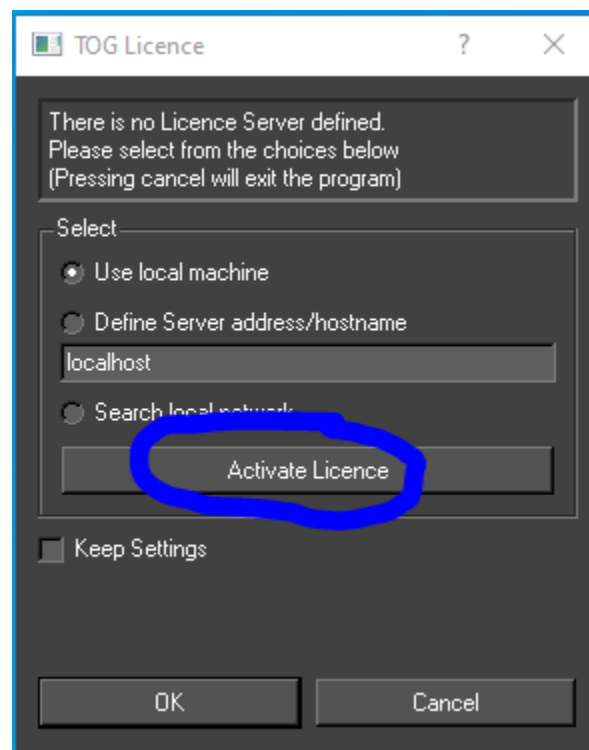 TOG Licence
There is no Licence Server defined.
Please select from the choices below
(Pressing cancel will exit the program)
Select
Use local machine
Define Server address/hostname
localhost
Search local network
Activate Licence
Keep Settings
OK Cancel